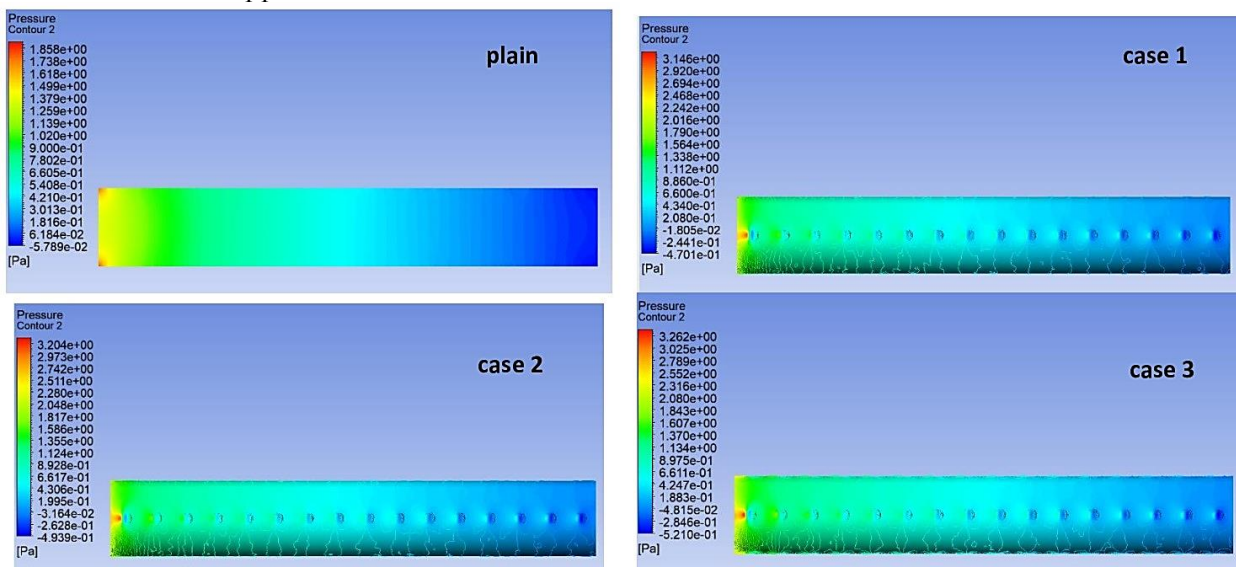 Pressure
Contour 2
plain
1.858e+00
1.738e+00
1.618e+00
1.499e+00
1.379e+00
1.259e+00
1.139e+00
1.020e+00
9.000e-01
7.802e-01
6.605e-01
5.408e-01
4.210e-01
3.013e-01
1.816e-01
6.184e-02
-5.789e-02
[Pa]
Pressure
Contour 2
case 1
3.146e+00
2.920e+00
2.694e+00
2.468e+00
2.242e+00
2.016e+00
1.790e+00
1.564e+00
1.338e+00
1.112e+00
8.860e-01
6.600e-01
4.340e-01
2.080e-01
-1.805e-02
-2.441e-01
-4.701e-01
[Pa]
Pressure
Contour 2
case 2
3.204e+00
2.973e+00
2.742e+00
2.511e+00
2.280e+00
2.048e+00
1.817e+00
1.586e+00
1.355e+00
1.124e+00
8.928e-01
6.617e-01
4.306e-01
1.995e-01
-3.164e-02
-2.628e-01
-4.939e-01
[Pa]
Pressure
Contour 2
case 3
3.262e+00
3.025e+00
2.789e+00
2.552e+00
2.316e+00
2.080e+00
1.843e+00
1.607e+00
1.370e+00
1.134e+00
8.975e-01
6.611e-01
4.247e-01
1.883e-01
-4.815e-02
-2.846e-01
-5.210e-01
[Pa]